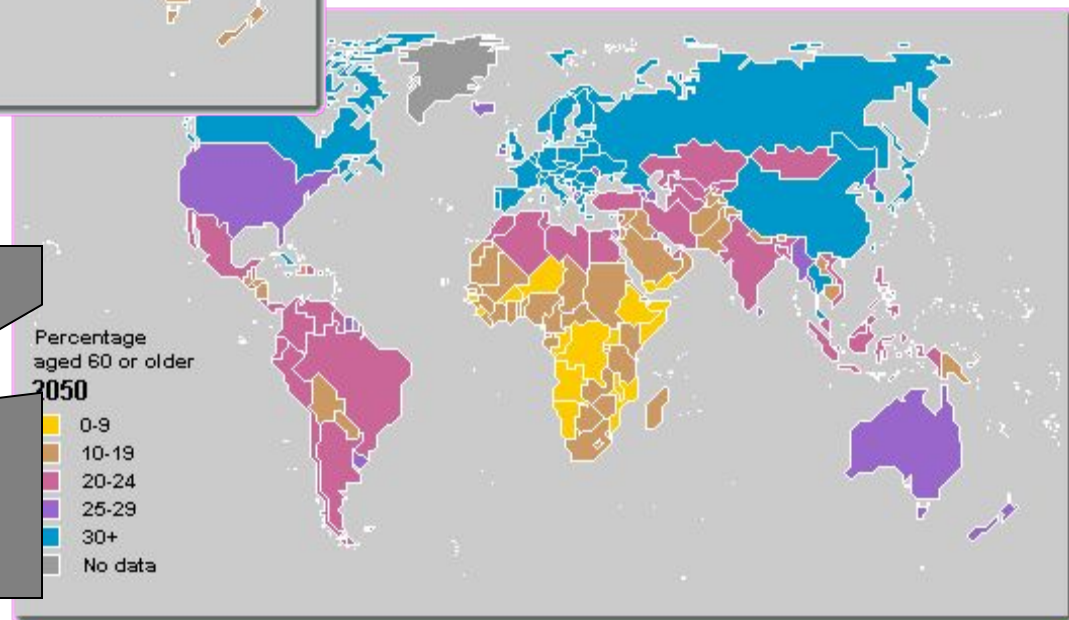 Percentage
aged 60 or older
2050
0-9
10-19
20-24
25-29
30+
No data